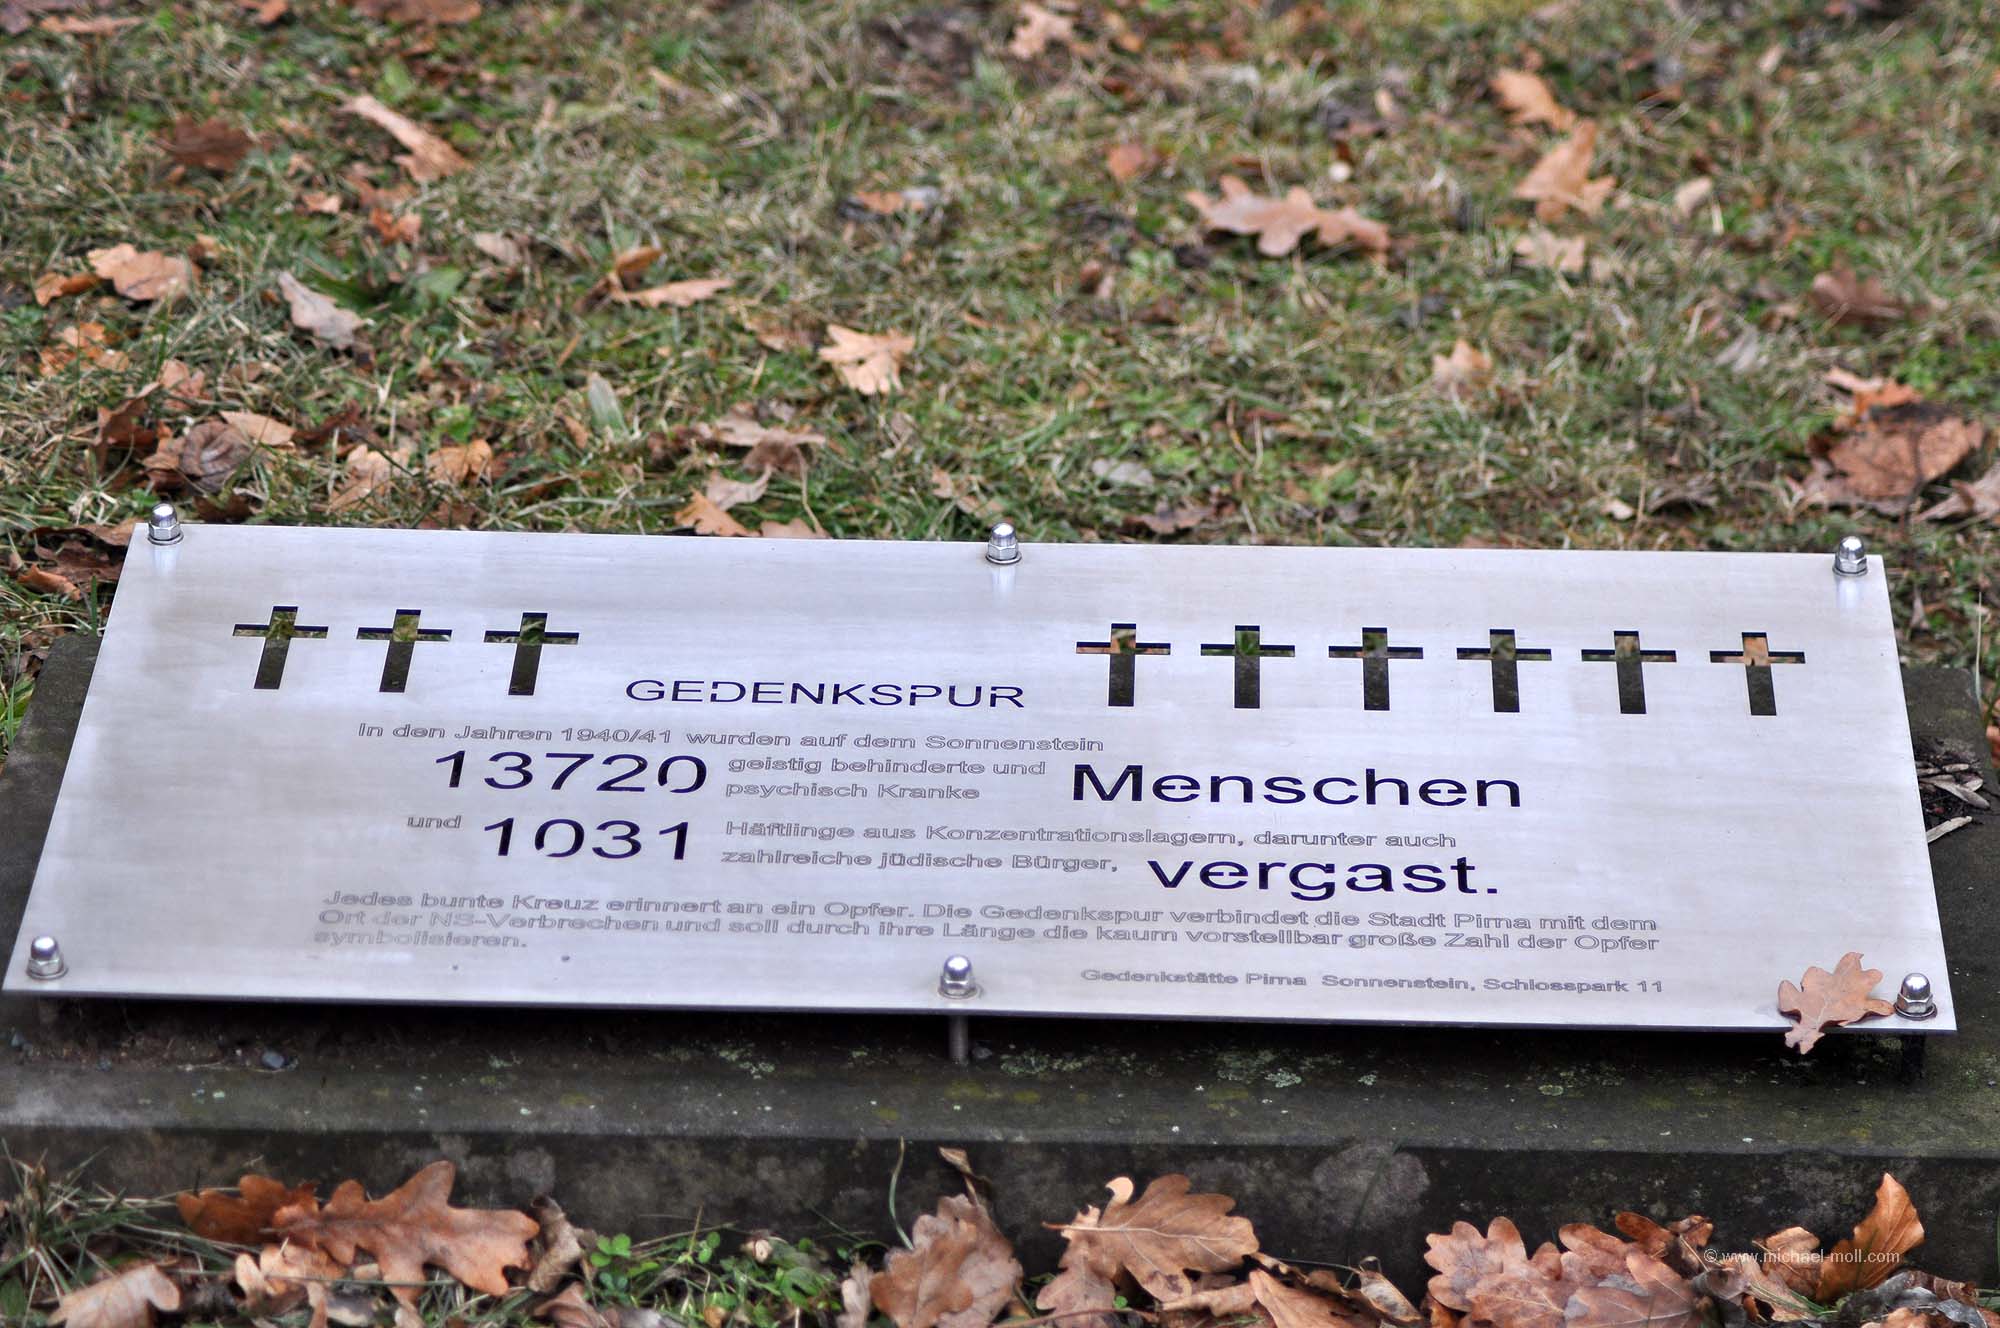 GEDENKSPUR
In den Jahren 1940/41 wurden auf dem Sonnenstein
13720 geistig behinderte und psychisch Kranke Menschen
und 1031 Häftlinge aus Konzentrationslagern, darunter auch zahlreiche jüdische Bürger, vergast.
Jedes bunte Kreuz erinnert an ein Opfer. Die Gedenkspur verbindet die Stadt Pirna mit dem
Ort der NS-Verbrechen und soll durch ihre Länge die kaum vorstellbar große Zahl der Opfer
symbolisieren.
Gedenkstätte Pirna Sonnenstein, Schlosspark 11
© www.michael-moll.com